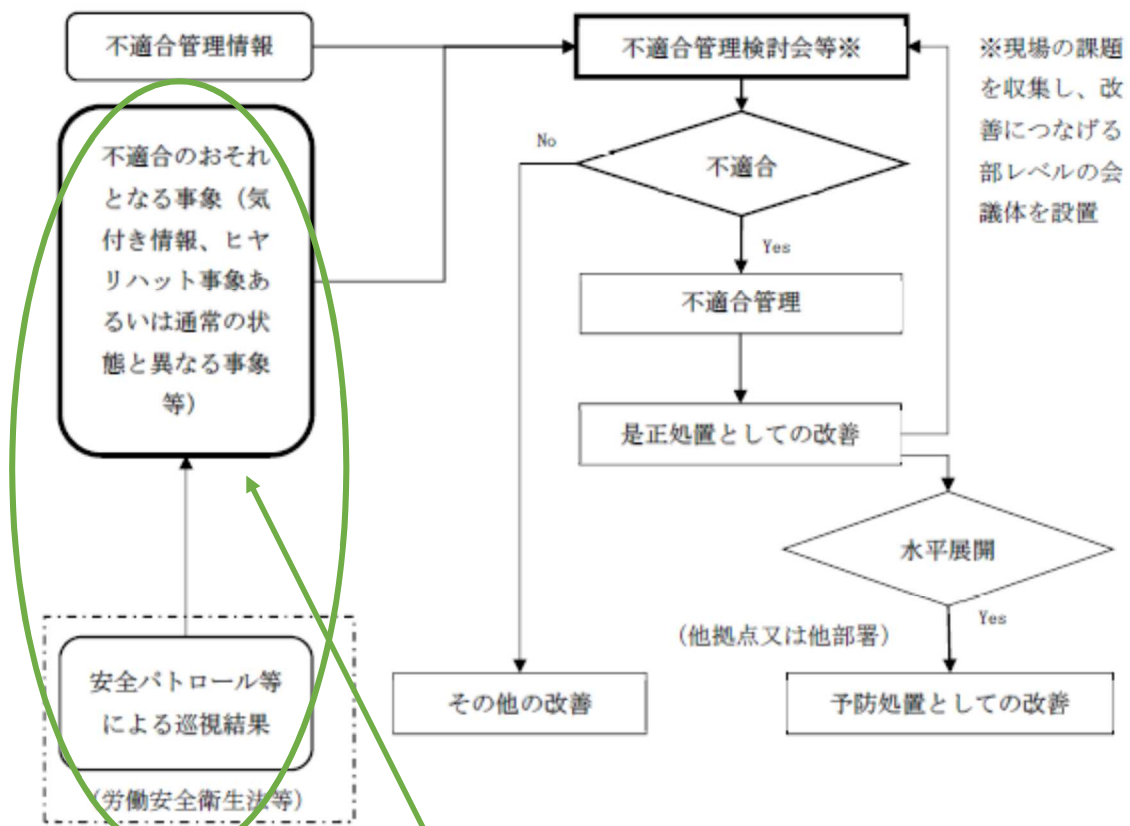 不適合管理情報
不適合のおそれ
となる事象（気
付き情報、ヒヤ
リハット事象あ
るいは通常の状
態と異なる事象
等）
安全パトロール等
による巡視結果
（労働安全衛生法等）
不適合管理検討会等※
不適合
No
Yes
不適合管理
是正処置としての改善
水平展開
Yes
（他拠点又は他部署）
その他の改善
予防処置としての改善
※現場の課題
を収集し、改
善につなげる
部レベルの会
議体を設置